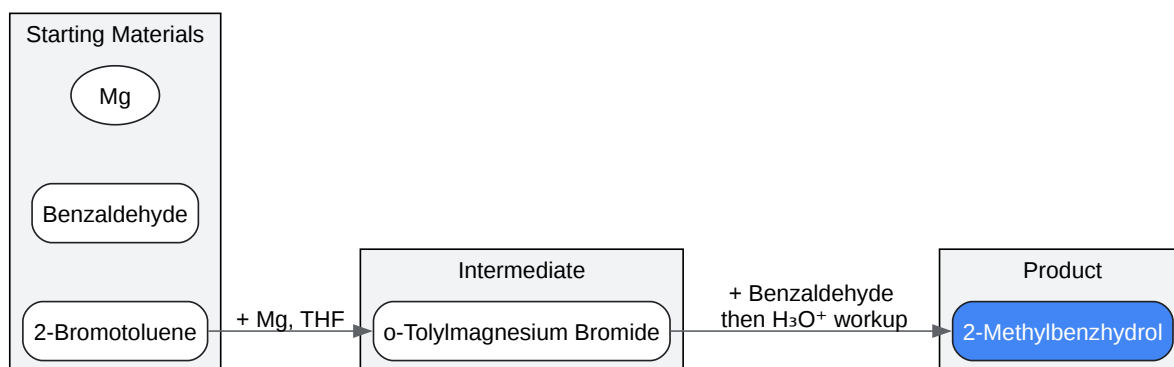 Starting Materials
Mg
Benzaldehyde
2-Bromotoluene
+ Mg, THF
Intermediate
o-Tolylmagnesium Bromide
+ Benzaldehyde
then H₃O⁺ workup
Product
2-Methylbenzhydrol